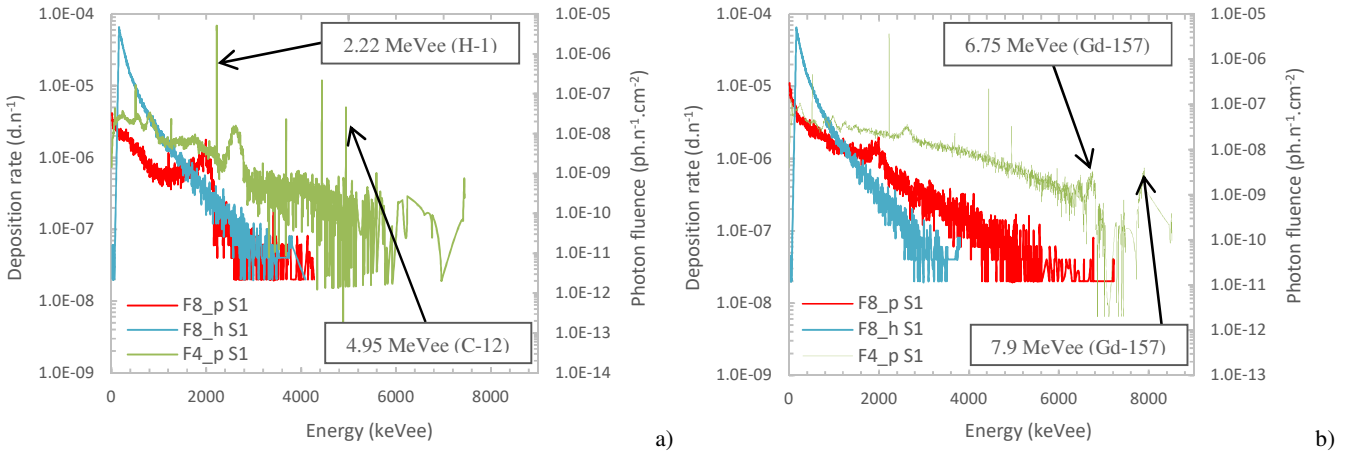 1.0E-04
1.0E-05
1.0E-06
1.0E-07
1.0E-08
1.0E-09
Deposition rate (d.n⁻¹)
2.22 MeVee (H-1)
4.95 MeVee (C-12)
F8_p S1
F8_h S1
F4_p S1
0 2000 4000 6000 8000
Energy (keVee)
1.0E-05
1.0E-06
1.0E-07
1.0E-08
1.0E-09
1.0E-10
1.0E-11
1.0E-12
1.0E-13
1.0E-14
Photon fluence (ph.n⁻¹.cm⁻²)
a)
1.0E-04
1.0E-05
1.0E-06
1.0E-07
1.0E-08
1.0E-09
Deposition rate (d.n⁻¹)
6.75 MeVee (Gd-157)
7.9 MeVee (Gd-157)
F8_p S1
F8_h S1
F4_p S1
0 2000 4000 6000 8000
Energy (keVee)
1.0E-05
1.0E-06
1.0E-07
1.0E-08
1.0E-09
1.0E-10
1.0E-11
1.0E-12
1.0E-13
Photon fluence (ph.n⁻¹.cm⁻²)
b)